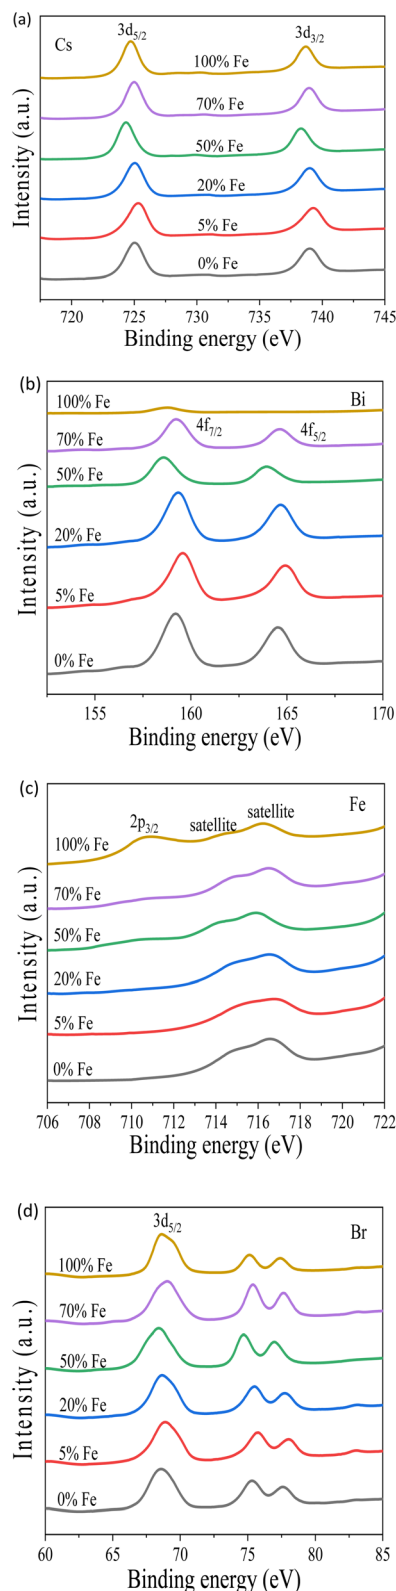 (a)
Cs
3d5/2
3d3/2
100% Fe
70% Fe
50% Fe
20% Fe
5% Fe
0% Fe
Intensity (a.u.)
720 725 730 735 740 745
Binding energy (eV)
(b)
100% Fe
Bi
70% Fe
4f7/2
4f5/2
50% Fe
20% Fe
5% Fe
0% Fe
Intensity (a.u.)
155 160 165 170
Binding energy (eV)
(c)
Fe
2p3/2
satellite
satellite
100% Fe
70% Fe
50% Fe
20% Fe
5% Fe
0% Fe
Intensity (a.u.)
706 708 710 712 714 716 718 720 722
Binding energy (eV)
(d)
3d5/2
Br
100% Fe
70% Fe
50% Fe
20% Fe
5% Fe
0% Fe
Intensity (a.u.)
60 65 70 75 80 85
Binding energy (eV)